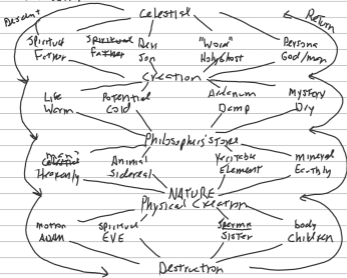 Celestial
Descent
Return
Spiritual Spiritual Deus "Word" Persona
Father Father Son Holy Ghost God/man
Creation
Life Potential Mystery
Warm Cold Damp Dry
Philosopher's stone
Animal Vegetable mineral
Heavenly Sidereal Element Earthly
NATURE
Physical Creation
motion spiritual Sperma body
ADAM EVE Sister Children
Destruction